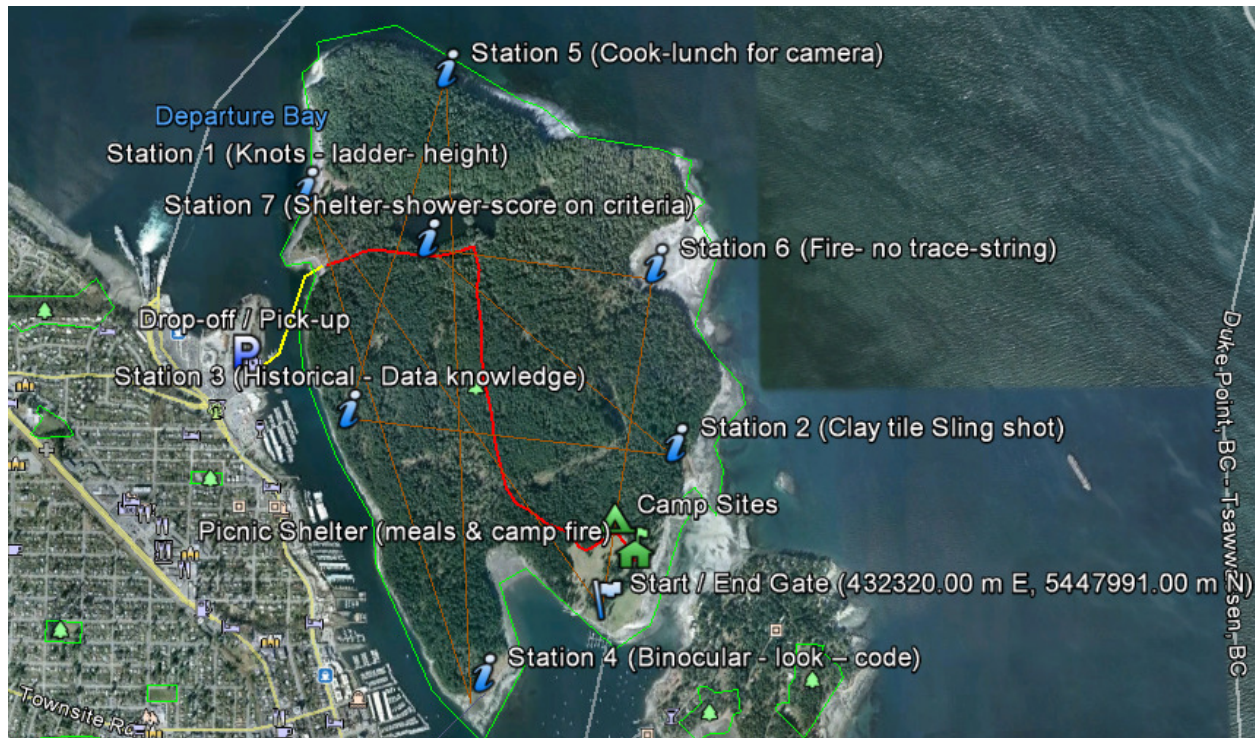 Station 5 (Cook-lunch for camera)
Departure Bay
Station 1 (Knots - ladder- height)
Station 7 (Shelter-shower-score on criteria)
Station 6 (Fire- no trace-string)
Drop-off / Pick-up
P
Station 3 (Historical - Data knowledge)
Station 2 (Clay tile Sling shot)
Camp Sites
Picnic Shelter (meals & camp fire)
Start / End Gate (432320.00 m E, 5447991.00 m N)
Station 4 (Binocular - look – code)
Townsite
Duke Point, BC - Tsawwassen, BC